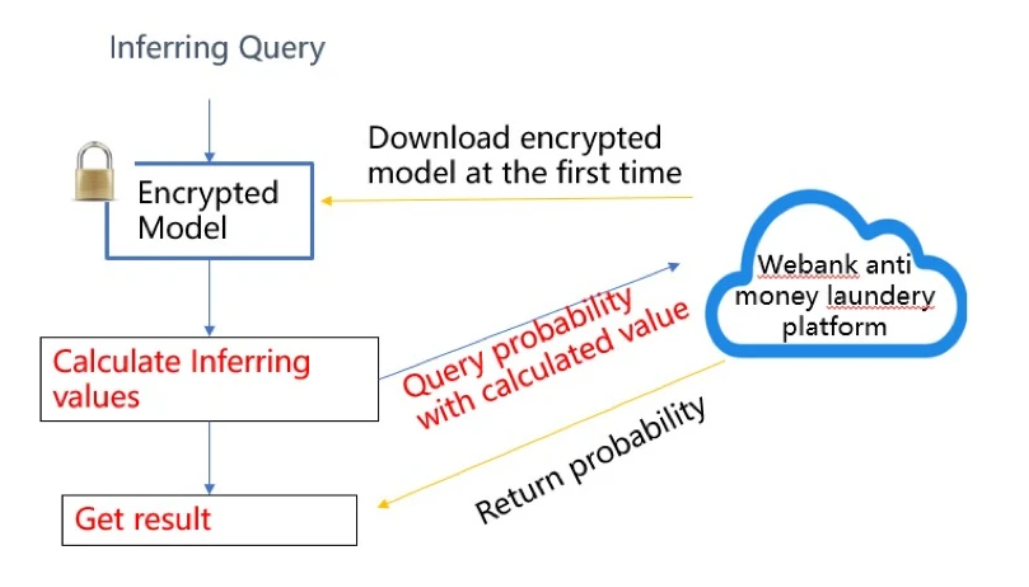 Inferring Query
Download encrypted
model at the first time
Encrypted
Model
Webank anti
money laundery
platform
Query probability
with calculated value
Calculate Inferring
values
Return probability
Get result